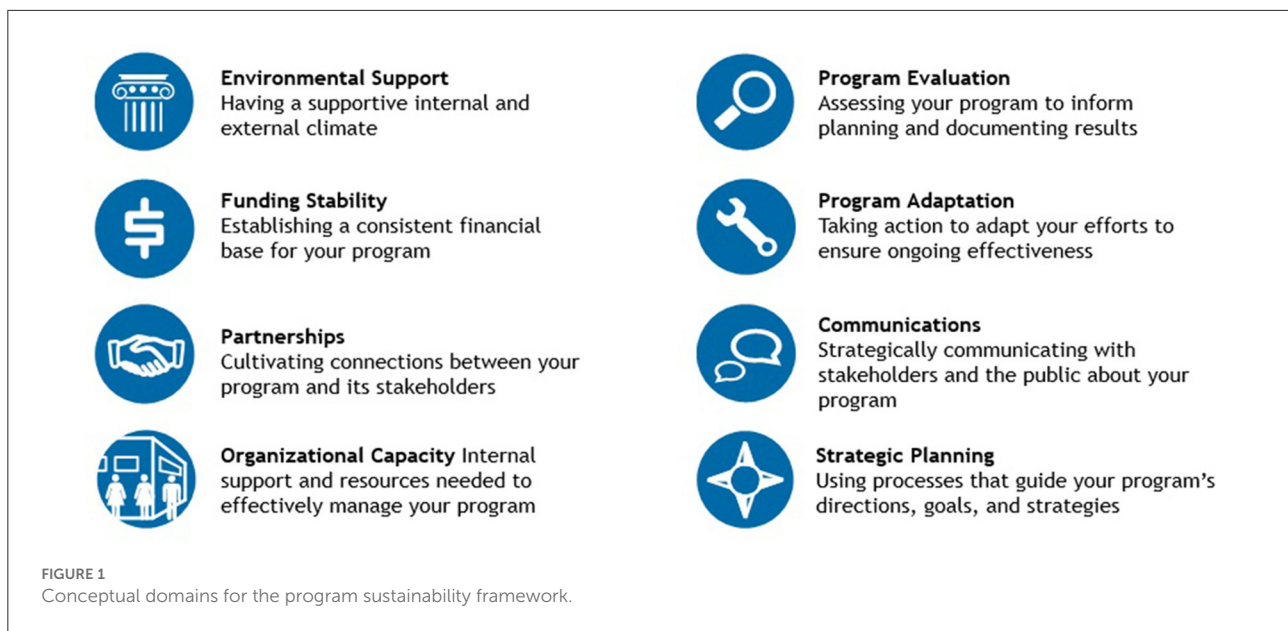 Environmental Support
Having a supportive internal and
external climate
Funding Stability
Establishing a consistent financial
base for your program
Partnerships
Cultivating connections between your
program and its stakeholders
Organizational Capacity Internal
support and resources needed to
effectively manage your program
Program Evaluation
Assessing your program to inform
planning and documenting results
Program Adaptation
Taking action to adapt your efforts to
ensure ongoing effectiveness
Communications
Strategically communicating with
stakeholders and the public about your
program
Strategic Planning
Using processes that guide your program's
directions, goals, and strategies
FIGURE 1
Conceptual domains for the program sustainability framework.